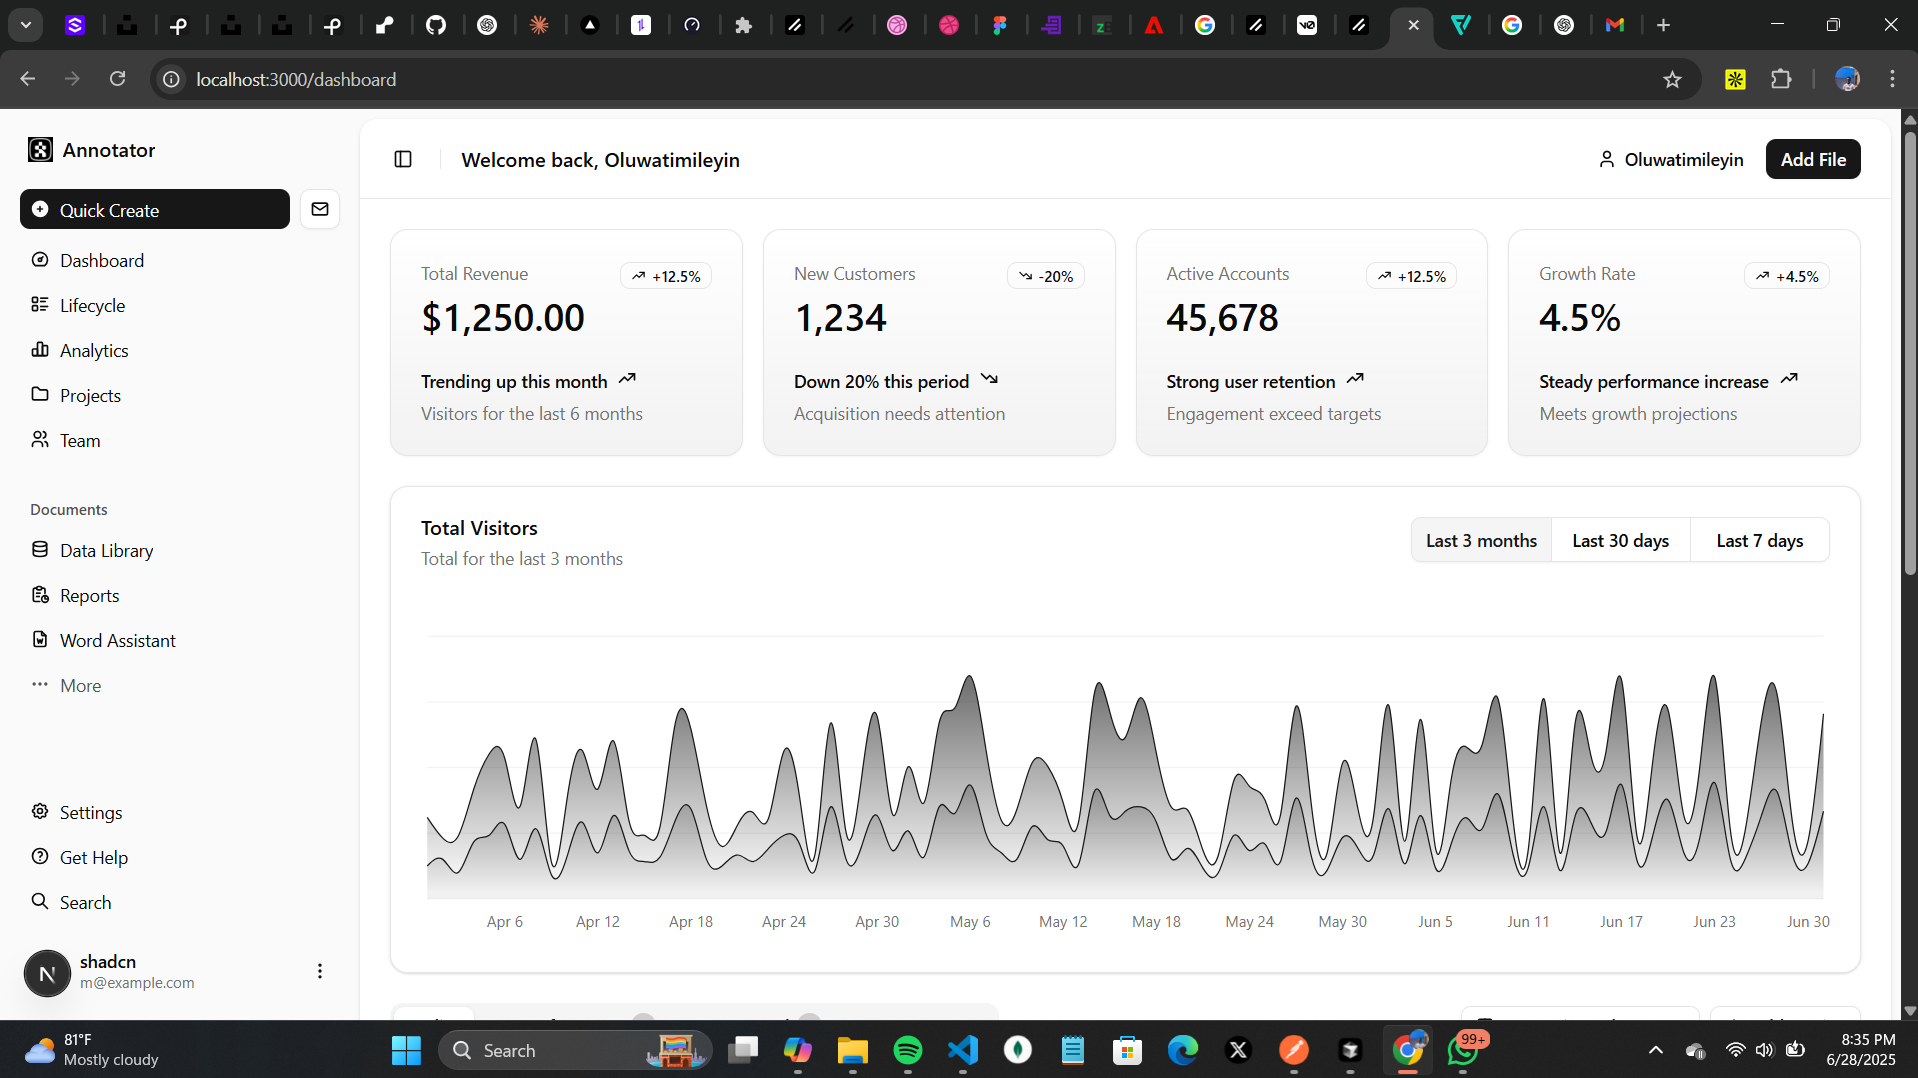 localhost:3000/dashboard
Annotator
Welcome back, Oluwatimileyin
Oluwatimileyin
Add File
Quick Create
Dashboard
Lifecycle
Analytics
Projects
Team
Documents
Data Library
Reports
Word Assistant
More
Settings
Get Help
Search
N
shadcn
m@example.com
Total Revenue
+12.5%
$1,250.00
Trending up this month
Visitors for the last 6 months
New Customers
-20%
1,234
Down 20% this period
Acquisition needs attention
Active Accounts
+12.5%
45,678
Strong user retention
Engagement exceed targets
Growth Rate
+4.5%
4.5%
Steady performance increase
Meets growth projections
Total Visitors
Total for the last 3 months
Last 3 months
Last 30 days
Last 7 days
Apr 6
Apr 12
Apr 18
Apr 24
Apr 30
May 6
May 12
May 18
May 24
May 30
Jun 5
Jun 11
Jun 17
Jun 23
Jun 30
81°F
Mostly cloudy
Search
99+
8:35 PM
6/28/2025